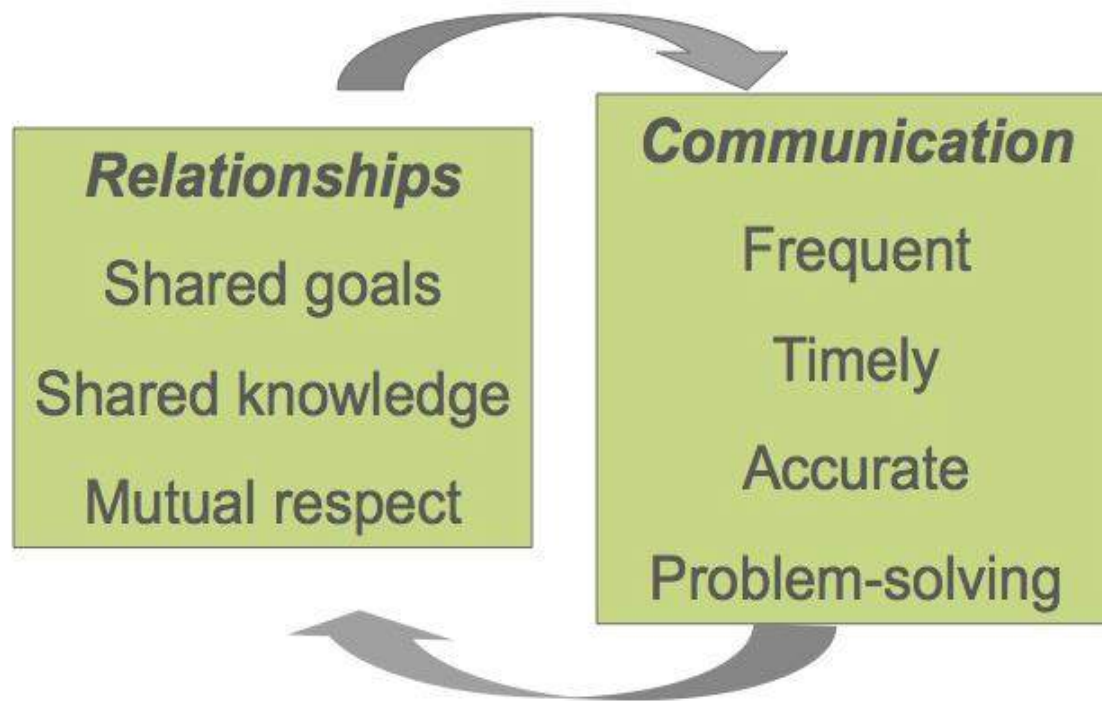 Relationships
Shared goals
Shared knowledge
Mutual respect
Communication
Frequent
Timely
Accurate
Problem-solving